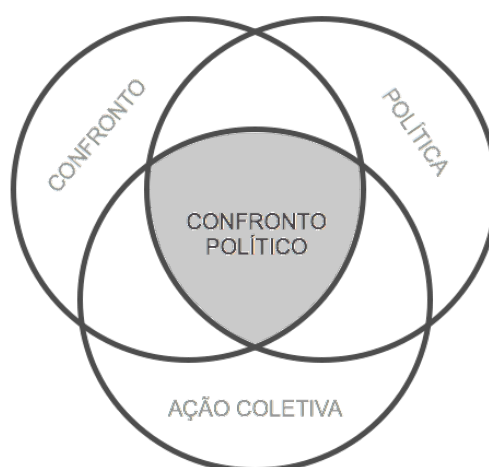 CONFRONTO
POLÍTICA
CONFRONTO
POLÍTICO
AÇÃO COLETIVA